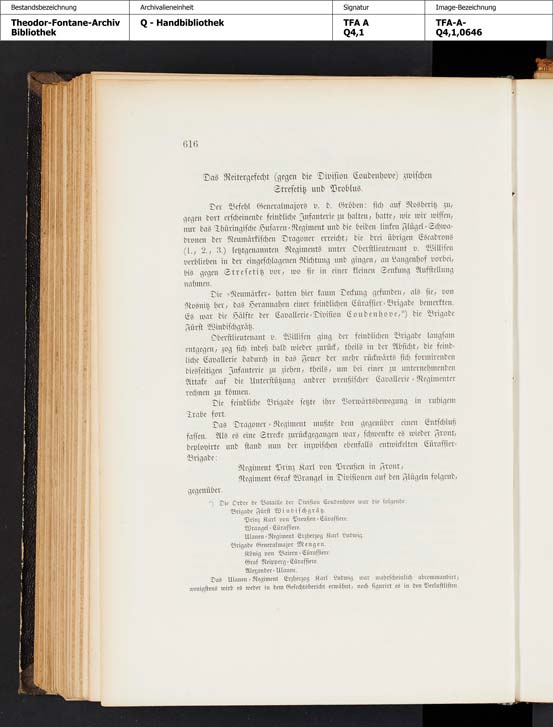 Bestandsbezeichnung Archivalieneinheit Signatur Image-Bezeichnung
Theodor-Fontane-Archiv Q - Handbibliothek TFA A TFA-A-
Bibliothek Q4,1 Q4,1,0646
616
Das Reitergefecht (gegen die Division Coudenhove) zwischen
Stresetitz und Problus.
Der Befehl Generalmajors v. d. Gröben: sich auf Rosberitz zu,
gegen dort erscheinende feindliche Infanterie zu halten, hatte, wie wir wissen,
nur das Thüringische Husaren-Regiment und die beiden linken Flügel-Schwa-
dronen der Neumärkischen Dragoner erreicht; die drei übrigen Escadrons
(1., 2., 3.) letztgenannten Regiments unter Oberstlieutenant v. Willisen
verblieben in der eingeschlagenen Richtung und gingen, an Langenhof vorbei,
bis gegen Stresetitz vor, wo sie in einer kleinen Senkung Aufstellung
nahmen.
Die »Neumärker« hatten hier kaum Deckung gefunden, als sie, von
Rosnitz her, das Herannahen einer feindlichen Cürassier-Brigade bemerkten.
Es war die Hälfte der Cavallerie-Division Coudenhove,*) die Brigade
Fürst Windischgrätz.
Oberstlieutenant v. Willisen ging der feindlichen Brigade langsam
entgegen, zog sich indeß bald wieder zurück, theils in der Absicht, die feind-
liche Cavallerie dadurch in das Feuer der mehr rückwärts sich formirenden
diesseitigen Infanterie zu ziehen, theils, um bei einer zu unternehmenden
Attake auf die Unterstützung andrer preußischer Cavallerie-Regimenter
rechnen zu können.
Die feindliche Brigade setzte ihre Vorwärtsbewegung in ruhigem
Trabe fort.
Das Dragoner-Regiment mußte dem gegenüber einen Entschluß
fassen. Als es eine Strecke zurückgegangen war, schwenkte es wieder Front,
deployirte und stand nun der inzwischen ebenfalls entwickelten Cürassier-
Brigade:
Regiment Prinz Karl von Preußen in Front,
Regiment Graf Wrangel in Divisionen auf den Flügeln folgend,
gegenüber.
*) Die Ordre de Bataille der Division Coudenhove war die folgende:
Brigade Fürst Windischgrätz.
Prinz Karl von Preußen-Cürassiere.
Wrangel-Cürassiere.
Ulanen-Regiment Erzherzog Karl Ludwig.
Brigade Generalmajor Mengen.
König von Baiern-Cürassiere.
Graf Neipperg-Cürassiere.
Alexander-Ulanen.
Das Ulanen-Regiment Erzherzog Karl Ludwig war wahrscheinlich abcommandirt;
wenigstens wird es weder in dem Gefechtsbericht erwähnt, noch figurirt es in den Verlustlisten.